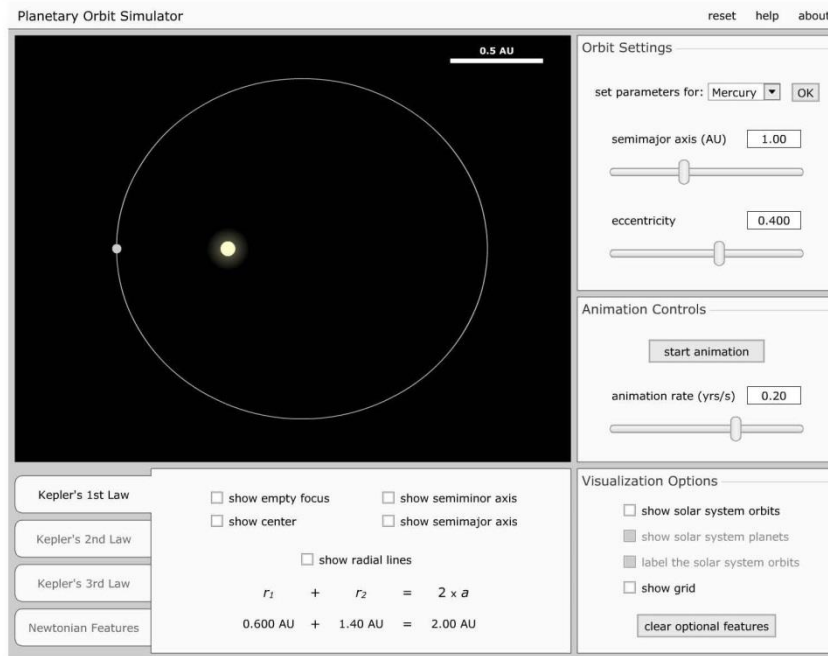 Planetary Orbit Simulator
reset help about
0.5 AU
Orbit Settings
set parameters for: Mercury OK
semimajor axis (AU) 1.00
eccentricity 0.400
Animation Controls
start animation
animation rate (yrs/s) 0.20
Kepler's 1st Law
Kepler's 2nd Law
Kepler's 3rd Law
Newtonian Features
show empty focus show semiminor axis
show center show semimajor axis
show radial lines
r₁ + r₂ = 2 x a
0.600 AU + 1.40 AU = 2.00 AU
Visualization Options
show solar system orbits
show solar system planets
label the solar system orbits
show grid
clear optional features